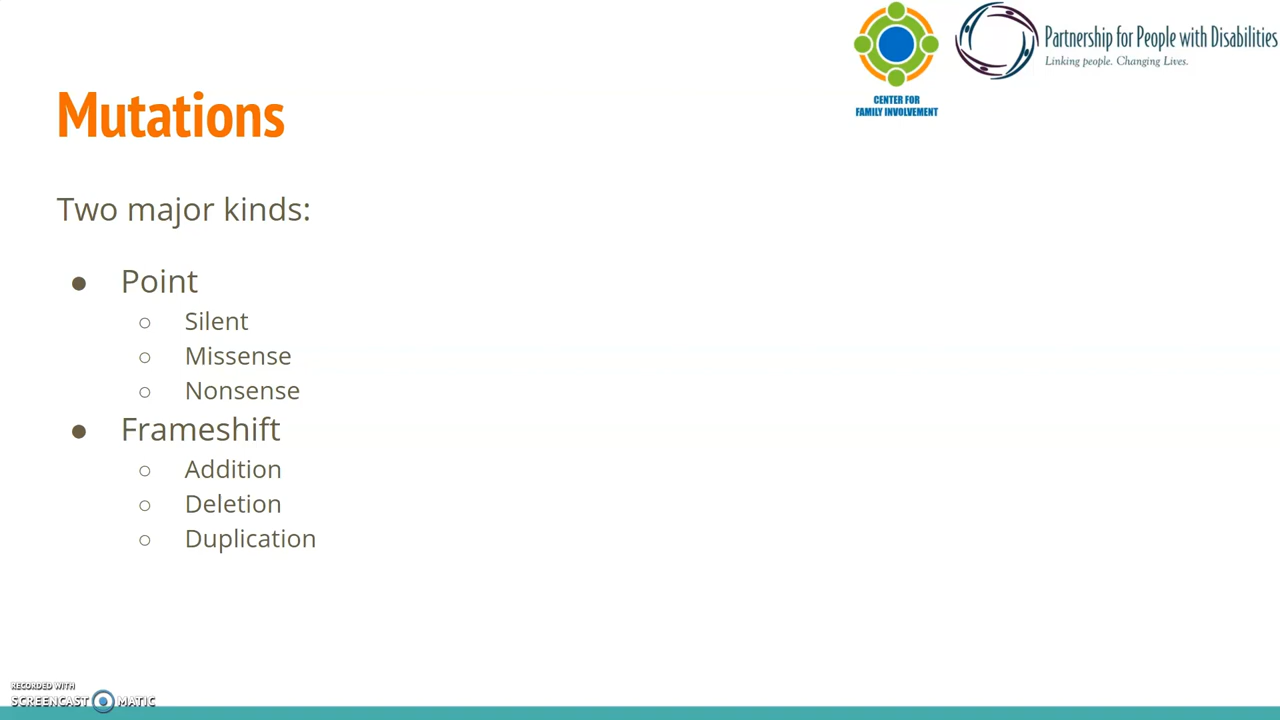 CENTER FOR
FAMILY INVOLVEMENT
Partnership for People with Disabilities
Linking people. Changing Lives.
Mutations
Two major kinds:
● Point
○ Silent
○ Missense
○ Nonsense
● Frameshift
○ Addition
○ Deletion
○ Duplication
RECORDED WITH
SCREENCAST MATIC